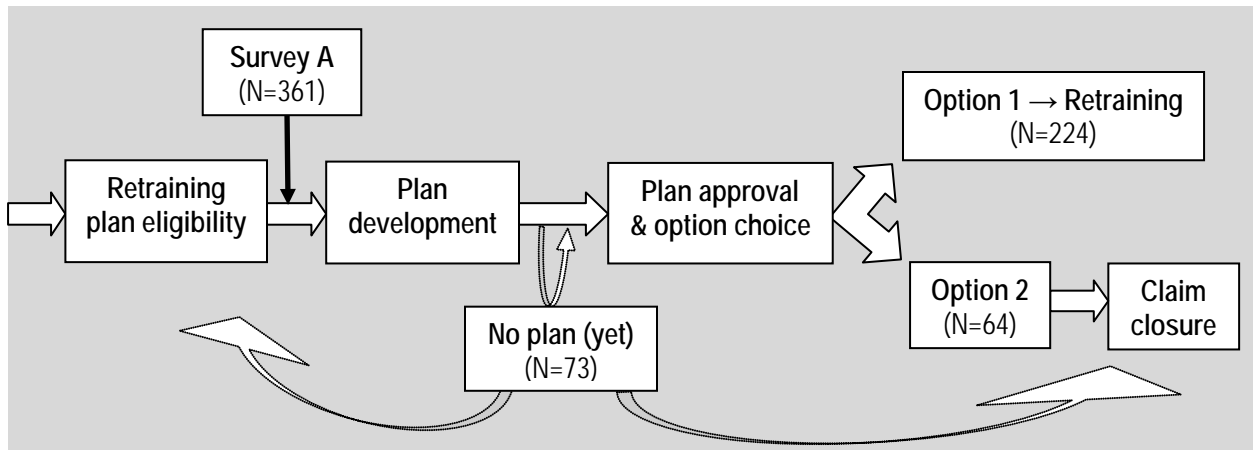 Survey A
(N=361)
Retraining
plan eligibility
Plan
development
Plan approval
& option choice
Option 1 → Retraining
(N=224)
Option 2
(N=64)
Claim
closure
No plan (yet)
(N=73)